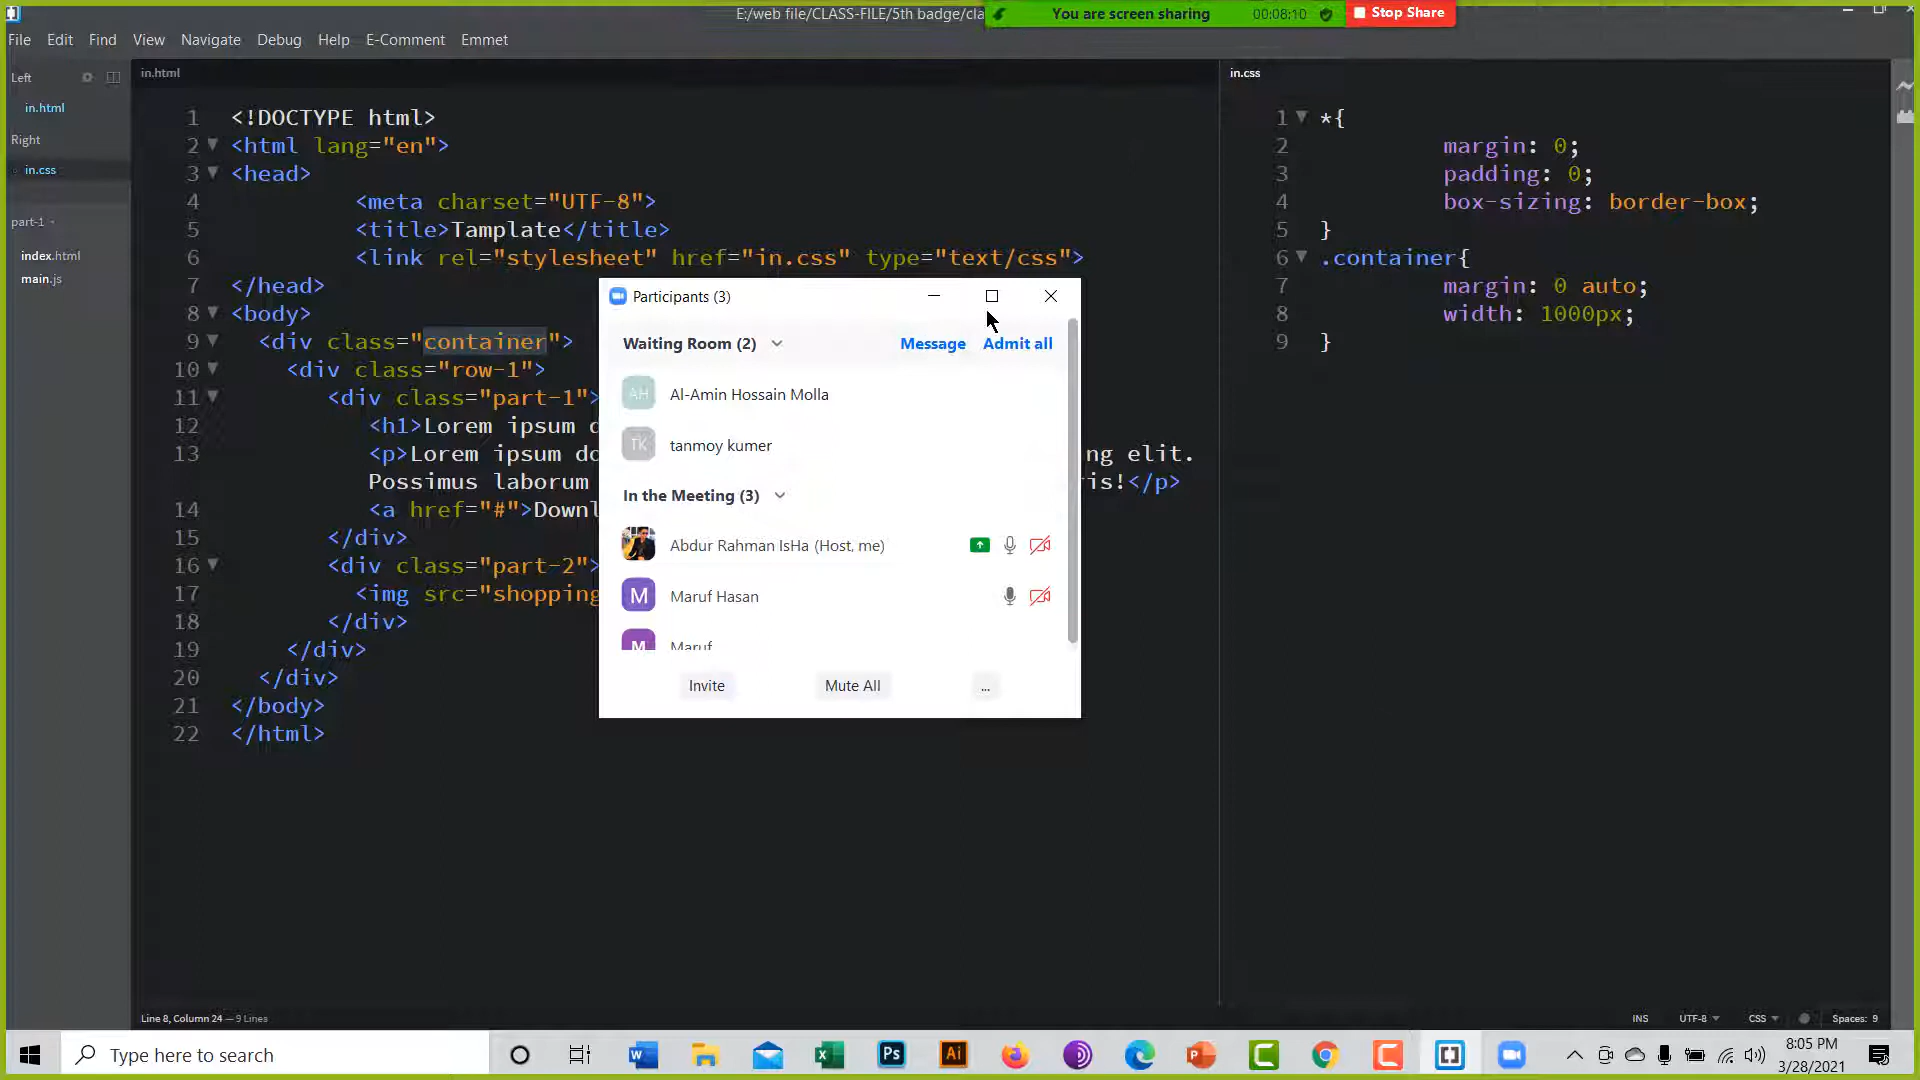 E:/web file/CLASS-FILE/5th badge/cla
You are screen sharing 00:08:10 Stop Share
File Edit Find View Navigate Debug Help E-Comment Emmet
Left
in.html
Right
in.css
part-1
index.html
main.js
in.html
1 <!DOCTYPE html>
2 <html lang="en">
3 <head>
4 <meta charset="UTF-8">
5 <title>Tamplate</title>
6 <link rel="stylesheet" href="in.css" type="text/css">
7 </head>
8 <body>
9 <div class="container">
10 <div class="row-1">
11 <div class="part-1">
12 <h1>Lorem ipsum d
13 <p>Lorem ipsum do ng elit.
Possimus laborum ris!</p>
14 <a href="#">Downl
15 </div>
16 <div class="part-2">
17 <img src="shopping
18 </div>
19 </div>
20 </div>
21 </body>
22 </html>
in.css
1 *{
2 margin: 0;
3 padding: 0;
4 box-sizing: border-box;
5 }
6 .container{
7 margin: 0 auto;
8 width: 1000px;
9 }
Participants (3)
Waiting Room (2) Message Admit all
AH Al-Amin Hossain Molla
TK tanmoy kumer
In the Meeting (3)
Abdur Rahman IsHa (Host, me)
M Maruf Hasan
M Maruf
Invite Mute All ...
Line 8, Column 24 — 9 Lines
INS UTF-8 CSS Spaces: 9
Type here to search
8:05 PM
3/28/2021